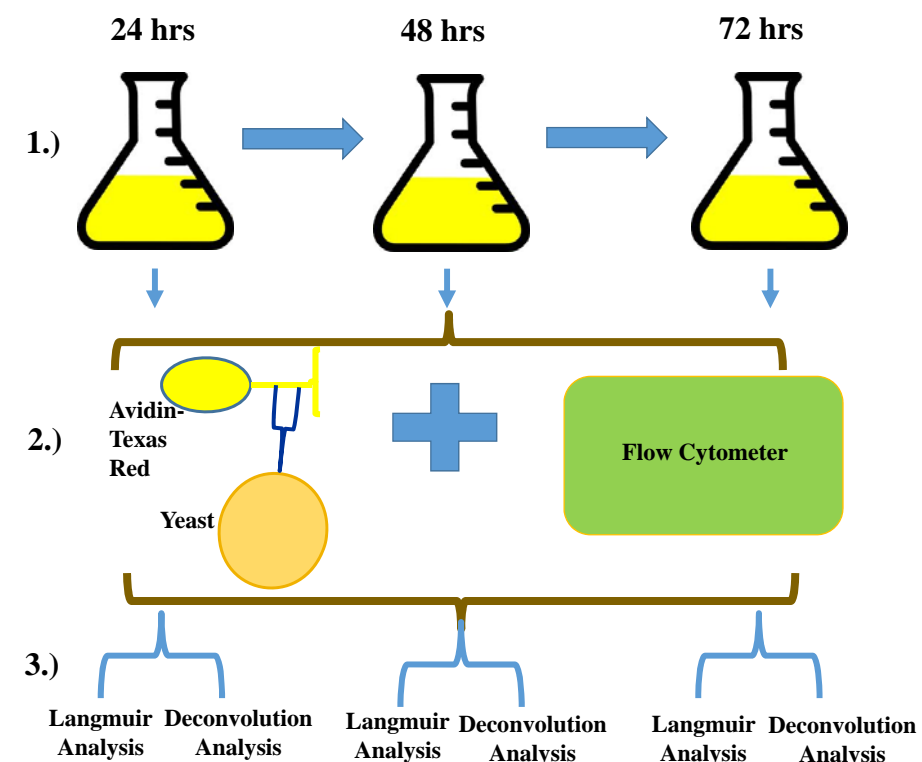 24 hrs
48 hrs
72 hrs
1.)
2.)
Avidin-
Texas
Red
Yeast
Flow Cytometer
3.)
Langmuir
Analysis
Deconvolution
Analysis
Langmuir
Analysis
Deconvolution
Analysis
Langmuir
Analysis
Deconvolution
Analysis